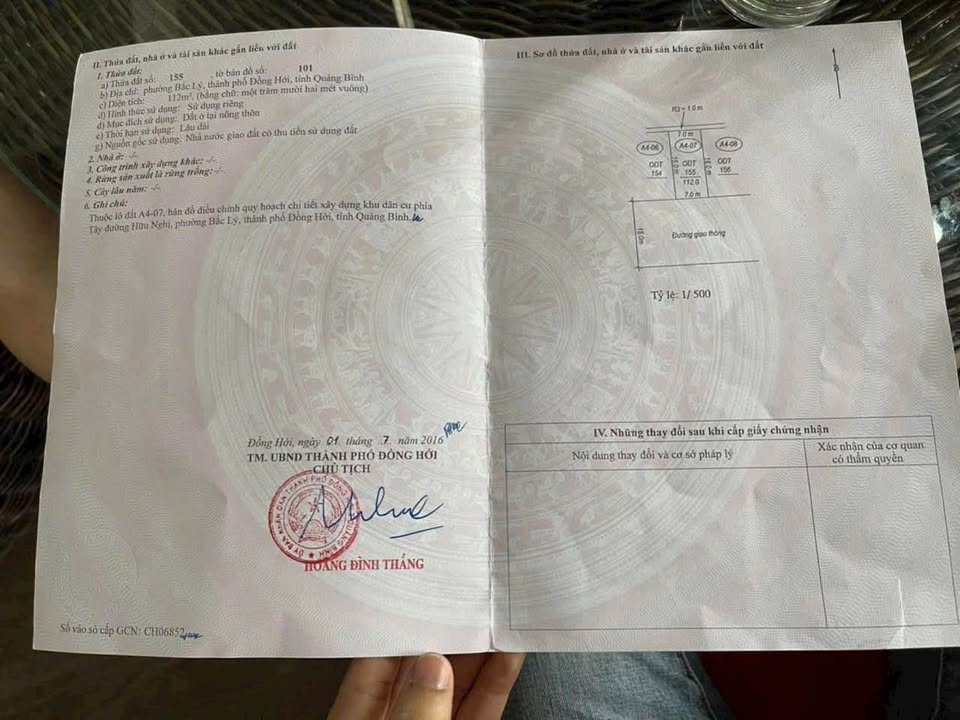 II. Thửa đất, nhà ở và tài sản khác gắn liền với đất
1. Thửa đất:
a) Thửa đất số: 155 , tờ bản đồ số: 101
b) Địa chỉ: phường Bắc Lý, thành phố Đồng Hới, tỉnh Quảng Bình
c) Diện tích: 112m², (bằng chữ: một trăm mười hai mét vuông)
d) Hình thức sử dụng: Sử dụng riêng
đ) Mục đích sử dụng: Đất ở tại nông thôn
e) Thời hạn sử dụng: Lâu dài
g) Nguồn gốc sử dụng: Nhà nước giao đất có thu tiền sử dụng đất
2. Nhà ở: -/-
3. Công trình xây dựng khác: -/-
4. Rừng sản xuất là rừng trồng: -/-
5. Cây lâu năm: -/-
6. Ghi chú:
Thuộc lô đất A4-07, bản đồ điều chỉnh quy hoạch chi tiết xây dựng khu dân cư phía
Tây đường Hữu Nghị, phường Bắc Lý, thành phố Đồng Hới, tỉnh Quảng Bình.
Đồng Hới, ngày 01 tháng 7 năm 2016
TM. UBND THÀNH PHỐ ĐỒNG HỚI
CHỦ TỊCH
HOÀNG ĐÌNH THẮNG
Số vào sổ cấp GCN: CH06852
III. Sơ đồ thửa đất, nhà ở và tài sản khác gắn liền với đất
B
= 1.0 m
7.0 m
A4-06 A4-07 A4-08
ODT ODT ODT
154 155 156
112.0
16.0m 16.0m
7.0 m
15.0m
Đường giao thông
Tỷ lệ: 1/ 500
IV. Những thay đổi sau khi cấp giấy chứng nhận
Nội dung thay đổi và cơ sở pháp lý
Xác nhận của cơ quan
có thẩm quyền